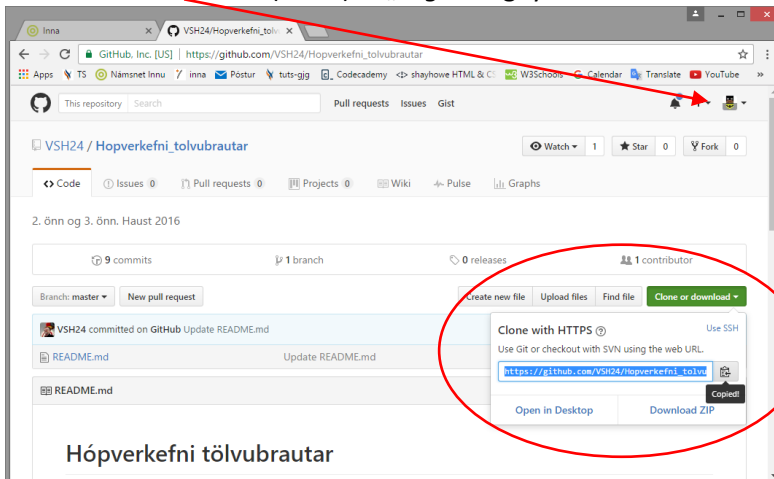 Inna
VSH24/Hopverkefni_tolv
GitHub, Inc. [US] | https://github.com/VSH24/Hopverkefni_tolvubrautar
Apps TS Námsnet Innu inna Póstur tuts-gjg Codecademy <> shayhowe HTML & CS W3Schools Calendar Translate YouTube »
This repository Search Pull requests Issues Gist
VSH24 / Hopverkefni_tolvubrautar Watch 1 Star 0 Fork 0
Code Issues 0 Pull requests 0 Projects 0 Wiki Pulse Graphs
2. önn og 3. önn. Haust 2016
9 commits 1 branch 0 releases 1 contributor
Branch: master New pull request Create new file Upload files Find file Clone or download
VSH24 committed on GitHub Update README.md
README.md Update README.md
README.md
Clone with HTTPS Use SSH
Use Git or checkout with SVN using the web URL.
https://github.com/VSH24/Hopverkefni_tolvu
Copied!
Open in Desktop Download ZIP
Hópverkefni tölvubrautar